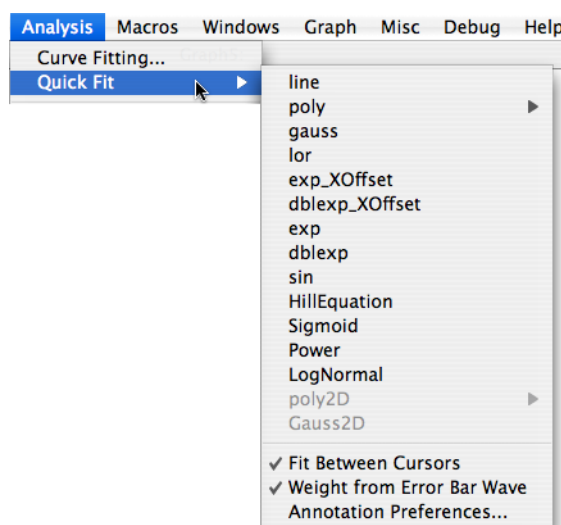 Analysis Macros Windows Graph Misc Debug Help
Curve Fitting...
Quick Fit
line
poly
gauss
lor
exp_XOffset
dblexp_XOffset
exp
dblexp
sin
HillEquation
Sigmoid
Power
LogNormal
poly2D
Gauss2D
Fit Between Cursors
Weight from Error Bar Wave
Annotation Preferences...